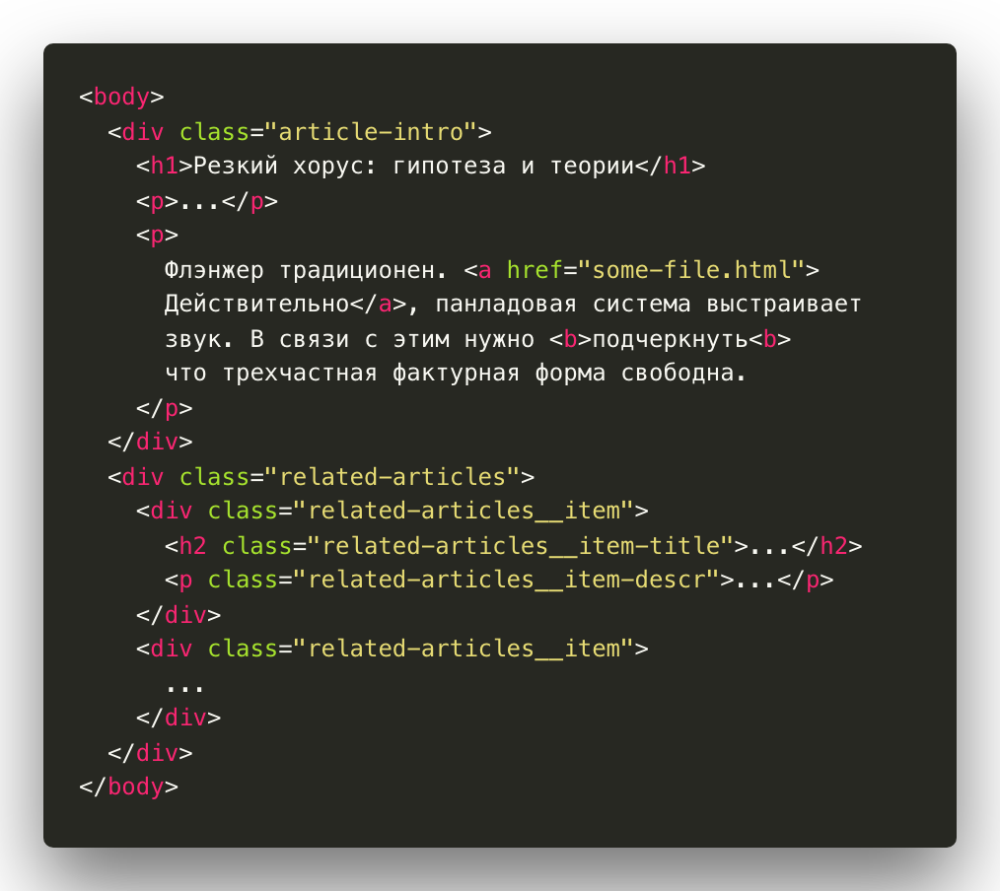 <body>
  <div class="article-intro">
    <h1>Резкий хорус: гипотеза и теории</h1>
    <p>...</p>
    <p>
      Флэнжер традиционен. <a href="some-file.html">
      Действительно</a>, панладовая система выстраивает
      звук. В связи с этим нужно <b>подчеркнуть<b>
      что трехчастная фактурная форма свободна.
    </p>
  </div>
  <div class="related-articles">
    <div class="related-articles__item">
      <h2 class="related-articles__item-title">...</h2>
      <p class="related-articles__item-descr">...</p>
    </div>
    <div class="related-articles__item">
      ...
    </div>
  </div>
</body>